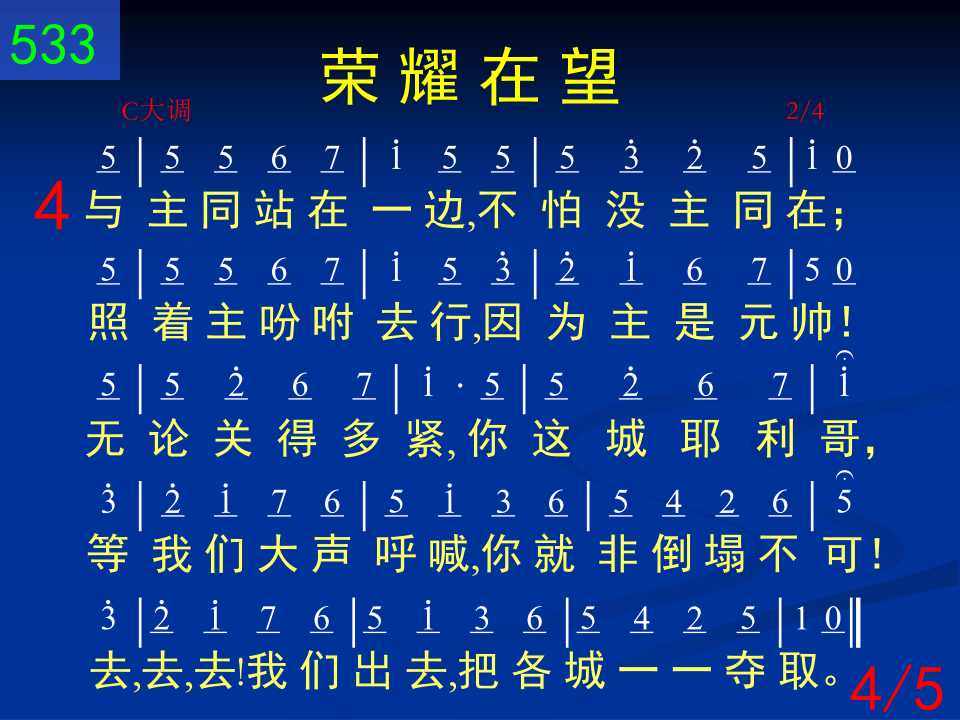 533
荣 耀 在 望
C大调 2/4
5 | 5 5 6 7 | i 5 5 | 5 3̇ 2̇ 5 | i 0
4 与 主 同 站 在 一 边,不 怕 没 主 同 在；
5 | 5 5 6 7 | i 5 3̇ | 2̇ i 6 7 | 5 0
照 着 主 吩 咐 去 行,因 为 主 是 元 帅！
5 | 5 2̇ 6 7 | i · 5 | 5 2̇ 6 7 | i
无 论 关 得 多 紧, 你 这 城 耶 利 哥，
3̇ | 2̇ i 7 6 | 5 i 3 6 | 5 4 2 6 | 5
等 我 们 大 声 呼 喊,你 就 非 倒 塌 不 可！
3̇ | 2̇ i 7 6 | 5 i 3 6 | 5 4 2 5 | 1 0 ‖
去,去,去!我 们 出 去,把 各 城 一 一 夺 取。
4/5